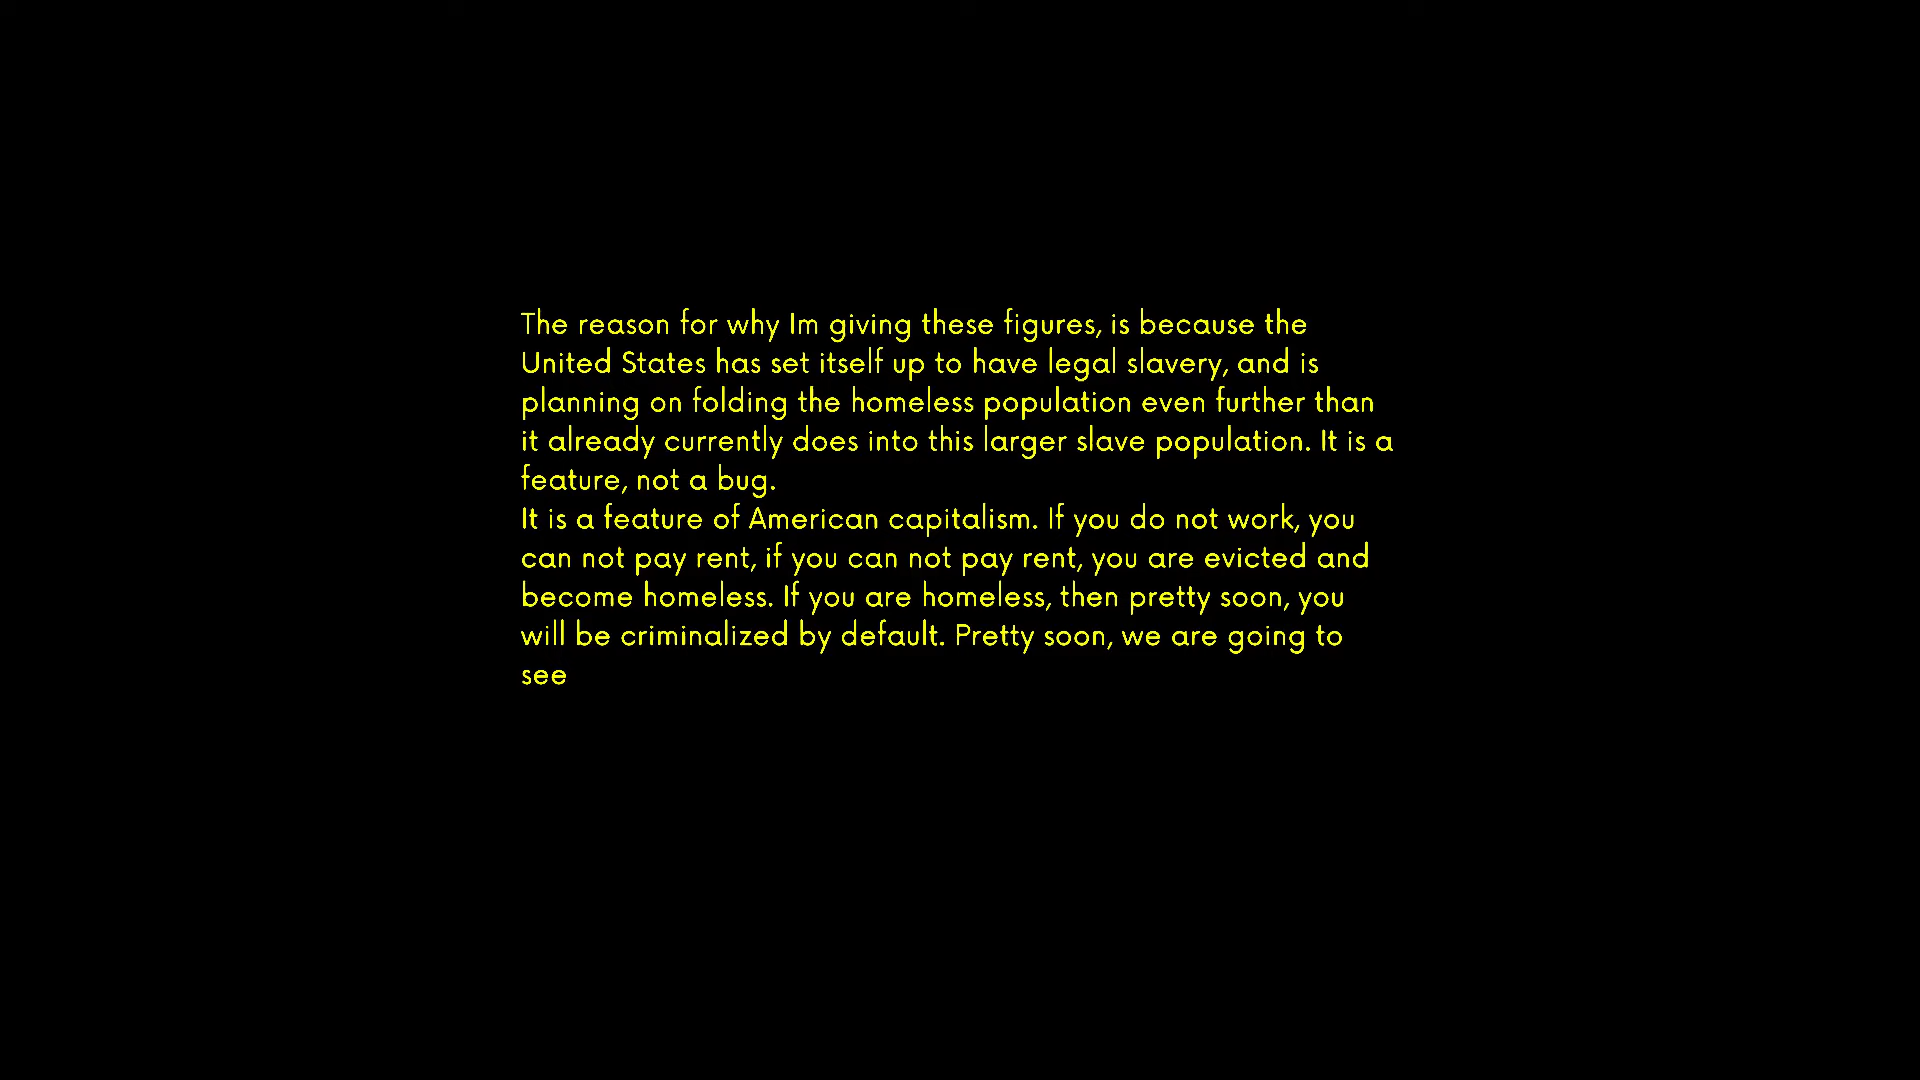 The reason for why Im giving these figures, is because the
United States has set itself up to have legal slavery, and is
planning on folding the homeless population even further than
it already currently does into this larger slave population. It is a
feature, not a bug.
It is a feature of American capitalism. If you do not work, you
can not pay rent, if you can not pay rent, you are evicted and
become homeless. If you are homeless, then pretty soon, you
will be criminalized by default. Pretty soon, we are going to
see